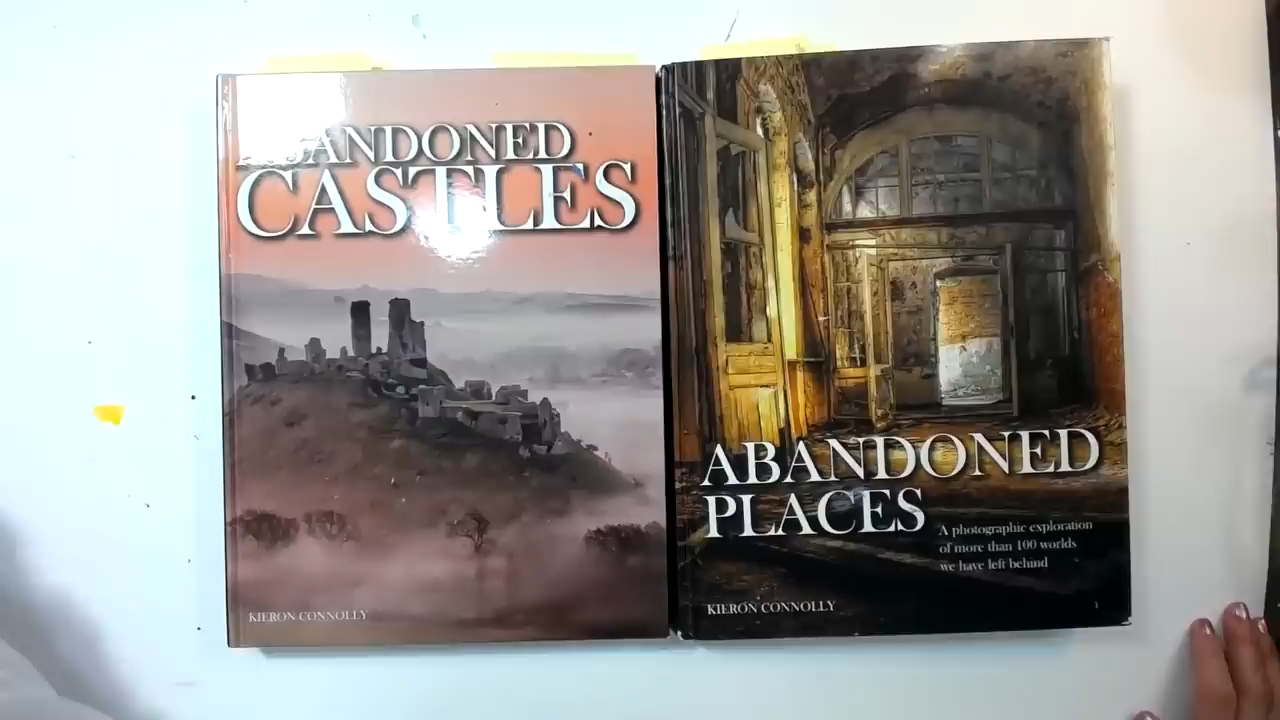 ABANDONED
CASTLES
KIERON CONNOLLY
ABANDONED
PLACES
A photographic exploration
of more than 100 worlds
we have left behind
KIERON CONNOLLY